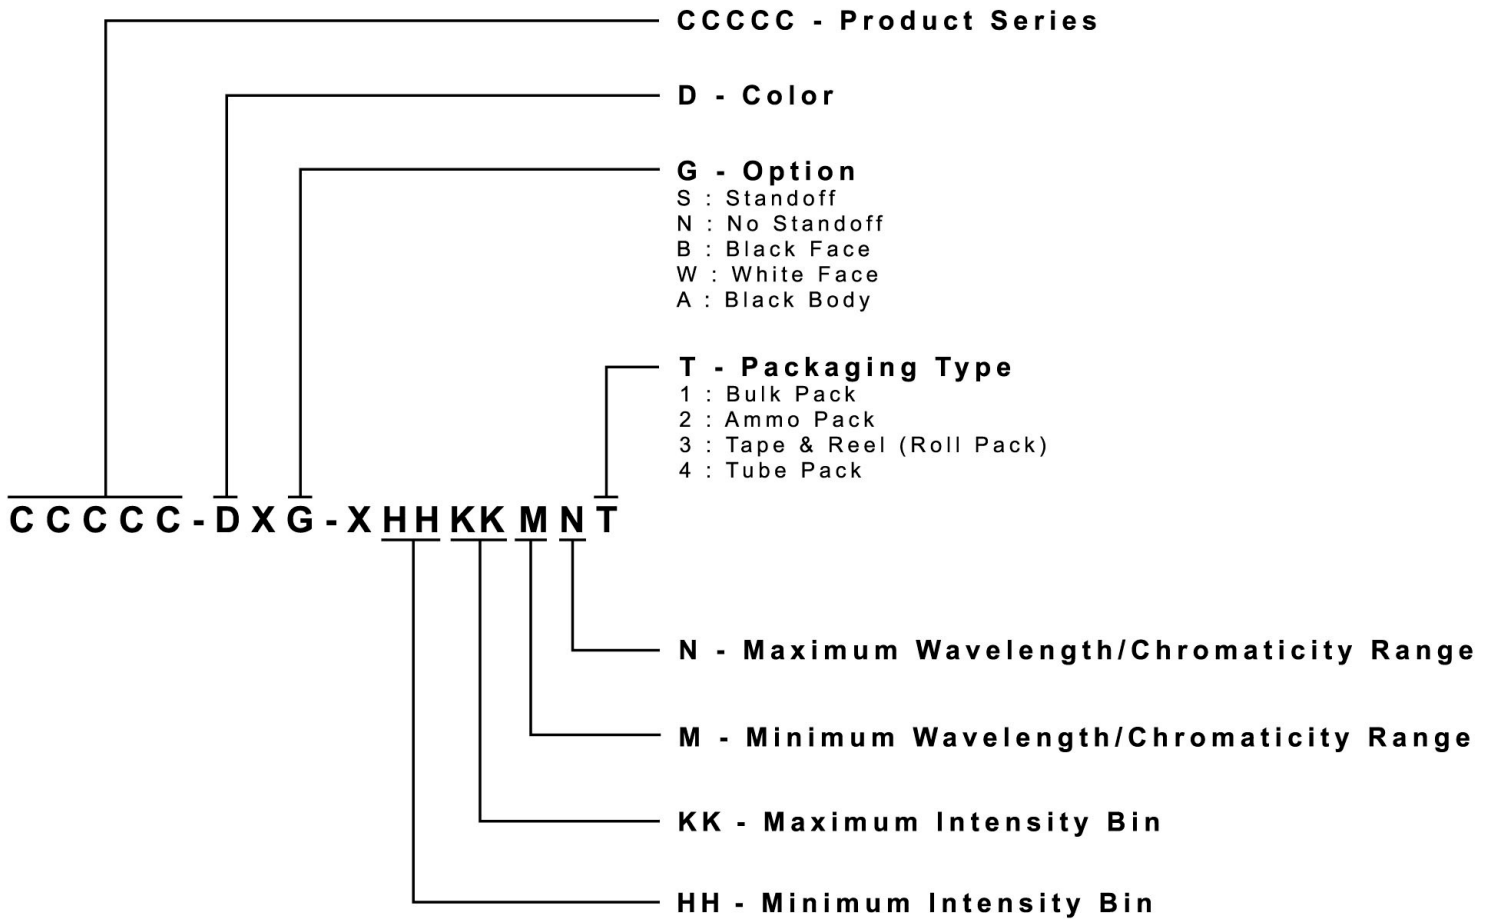 CCCCC - Product Series
D - Color
G - Option
S : Standoff
N : No Standoff
B : Black Face
W : White Face
A : Black Body
T - Packaging Type
1 : Bulk Pack
2 : Ammo Pack
3 : Tape & Reel (Roll Pack)
4 : Tube Pack
CCCCC-DXG-XHHKKMNT
N - Maximum Wavelength/Chromaticity Range
M - Minimum Wavelength/Chromaticity Range
KK - Maximum Intensity Bin
HH - Minimum Intensity Bin